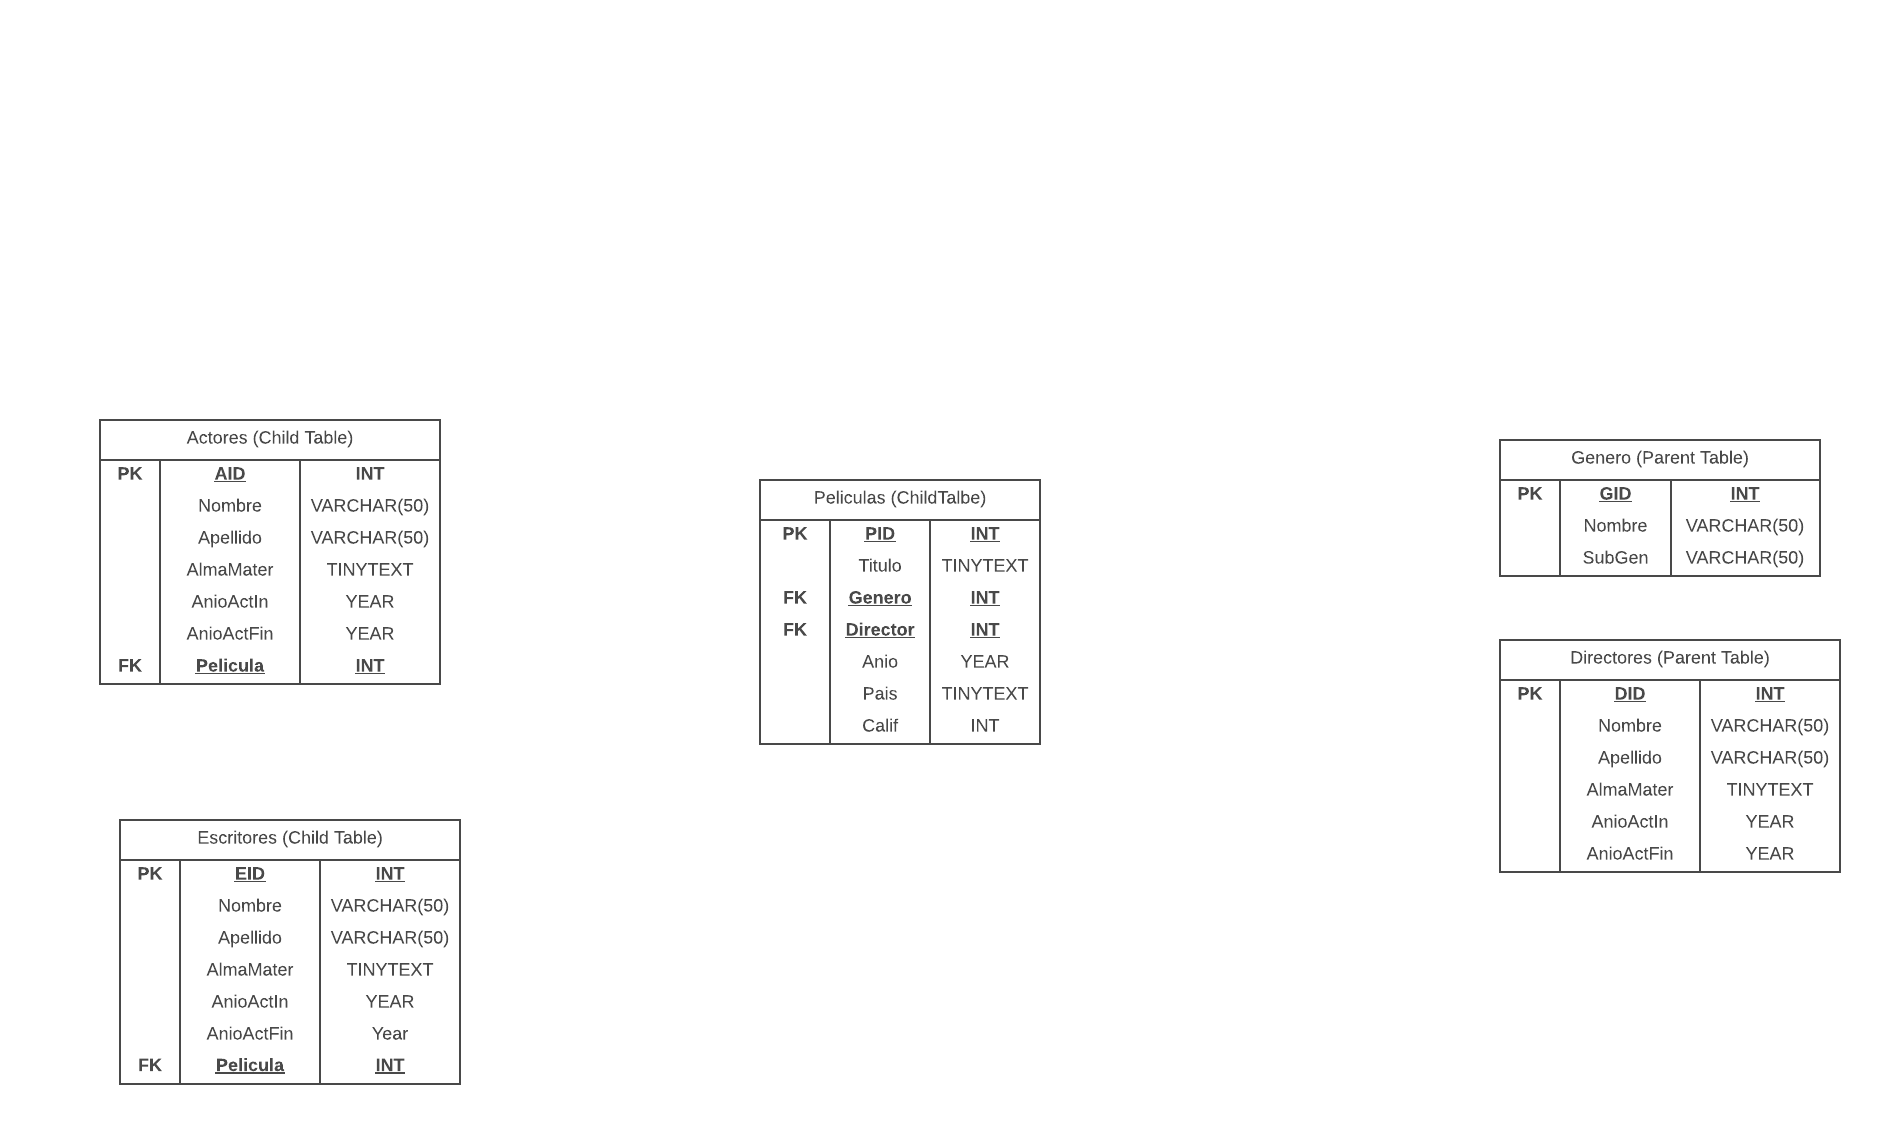 Actores (Child Table)
PK AID INT
Nombre VARCHAR(50)
Apellido VARCHAR(50)
AlmaMater TINYTEXT
AnioActIn YEAR
AnioActFin YEAR
FK Pelicula INT
Escritores (Child Table)
PK EID INT
Nombre VARCHAR(50)
Apellido VARCHAR(50)
AlmaMater TINYTEXT
AnioActIn YEAR
AnioActFin Year
FK Pelicula INT
Peliculas (ChildTalbe)
PK PID INT
Titulo TINYTEXT
FK Genero INT
FK Director INT
Anio YEAR
Pais TINYTEXT
Calif INT
Genero (Parent Table)
PK GID INT
Nombre VARCHAR(50)
SubGen VARCHAR(50)
Directores (Parent Table)
PK DID INT
Nombre VARCHAR(50)
Apellido VARCHAR(50)
AlmaMater TINYTEXT
AnioActIn YEAR
AnioActFin YEAR